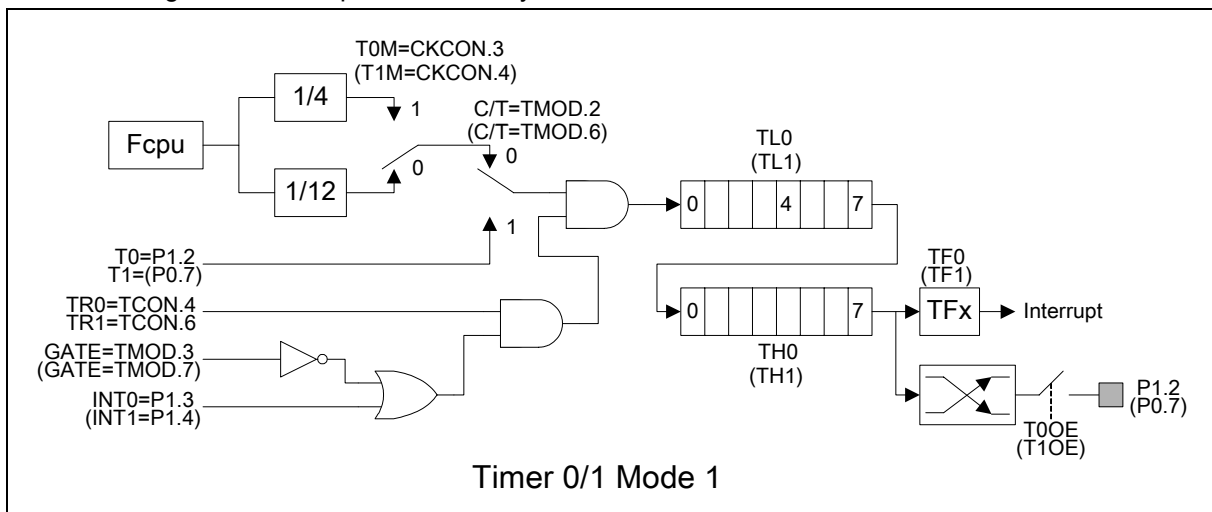 T0M=CKCON.3
(T1M=CKCON.4)
1/4
1
C/T=TMOD.2
(C/T=TMOD.6)
Fcpu
0
0
1/12
TL0
(TL1)
0 4 7
1
T0=P1.2
T1=(P0.7)
TF0
(TF1)
TR0=TCON.4
TR1=TCON.6
0 7
TFx
Interrupt
GATE=TMOD.3
(GATE=TMOD.7)
TH0
(TH1)
INT0=P1.3
(INT1=P1.4)
P1.2
(P0.7)
T0OE
(T1OE)
Timer 0/1 Mode 1